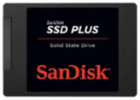 SanDisk
SSD PLUS
Solid State Drive
SanDisk